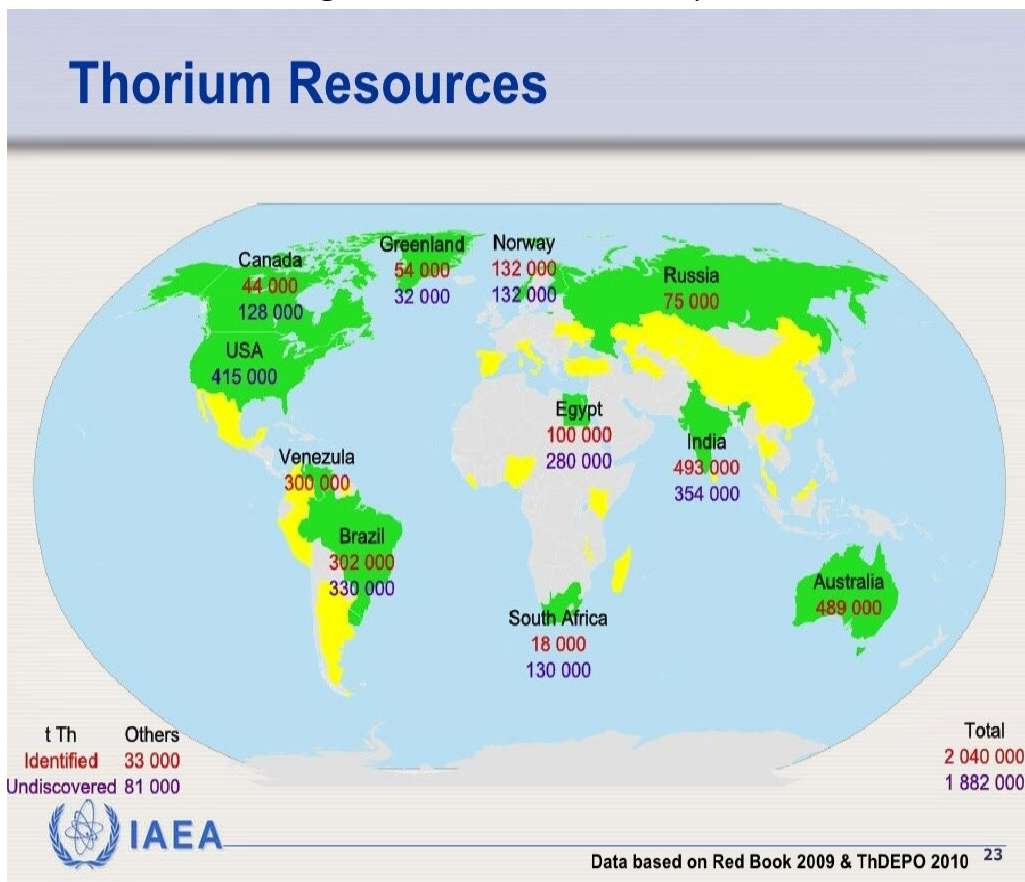 Thorium Resources
Canada
44 000
128 000
Greenland
54 000
32 000
Norway
132 000
132 000
Russia
75 000
USA
415 000
Egypt
100 000
280 000
India
493 000
354 000
Venezula
300 000
Brazil
302 000
330 000
South Africa
18 000
130 000
Australia
489 000
t Th Others
Identified 33 000
Undiscovered 81 000
Total
2 040 000
1 882 000
IAEA
Data based on Red Book 2009 & ThDEPO 2010 23